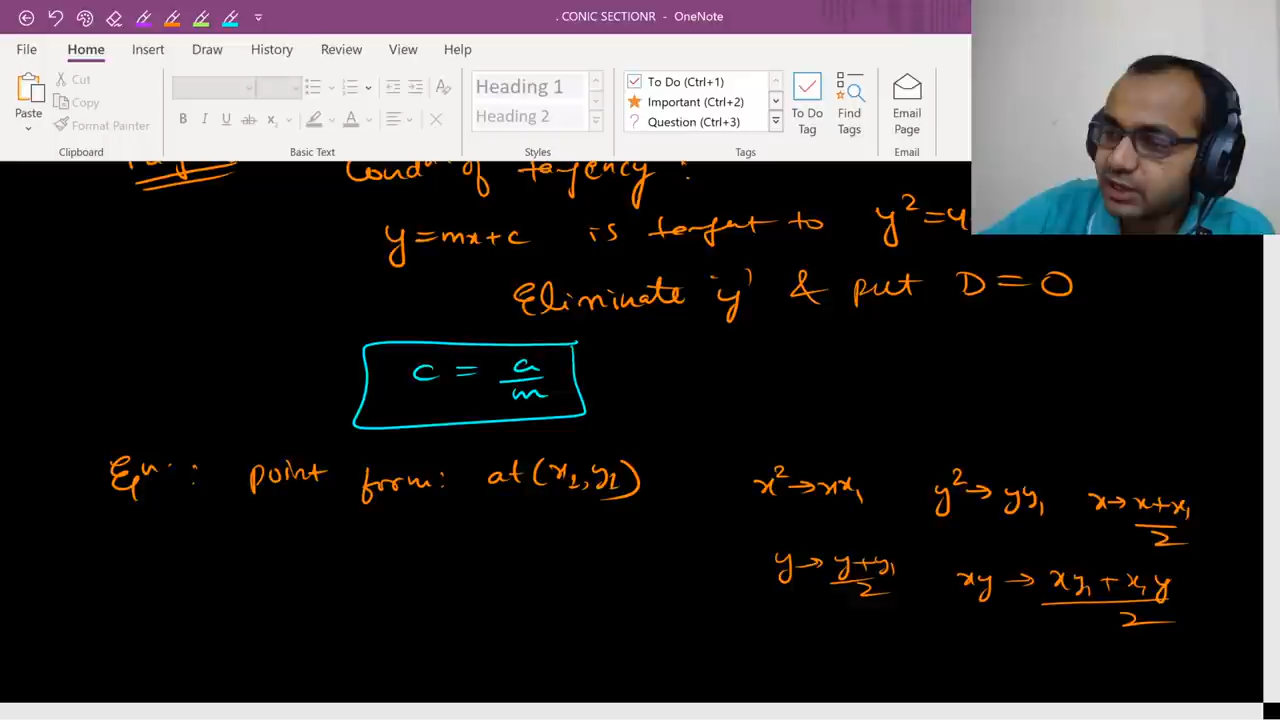 . CONIC SECTIONR - OneNote
File Home Insert Draw History Review View Help
Paste
Cut
Copy
Format Painter
Clipboard
B I U ab x₂ A
Basic Text
Heading 1
Heading 2
Styles
To Do (Ctrl+1)
Important (Ctrl+2)
Question (Ctrl+3)
To Do Tag
Find Tags
Tags
Email Page
Email
Condⁿ of tangency :
y = mx + c is tangent to y² = 4
Eliminate 'y' & put D = 0
c = a/m
Eqⁿ : point form: at (x₁, y₁) x² → xx₁ y² → yy₁ x → (x + x₁)/2
y → (y + y₁)/2 xy → (xy₁ + x₁y)/2